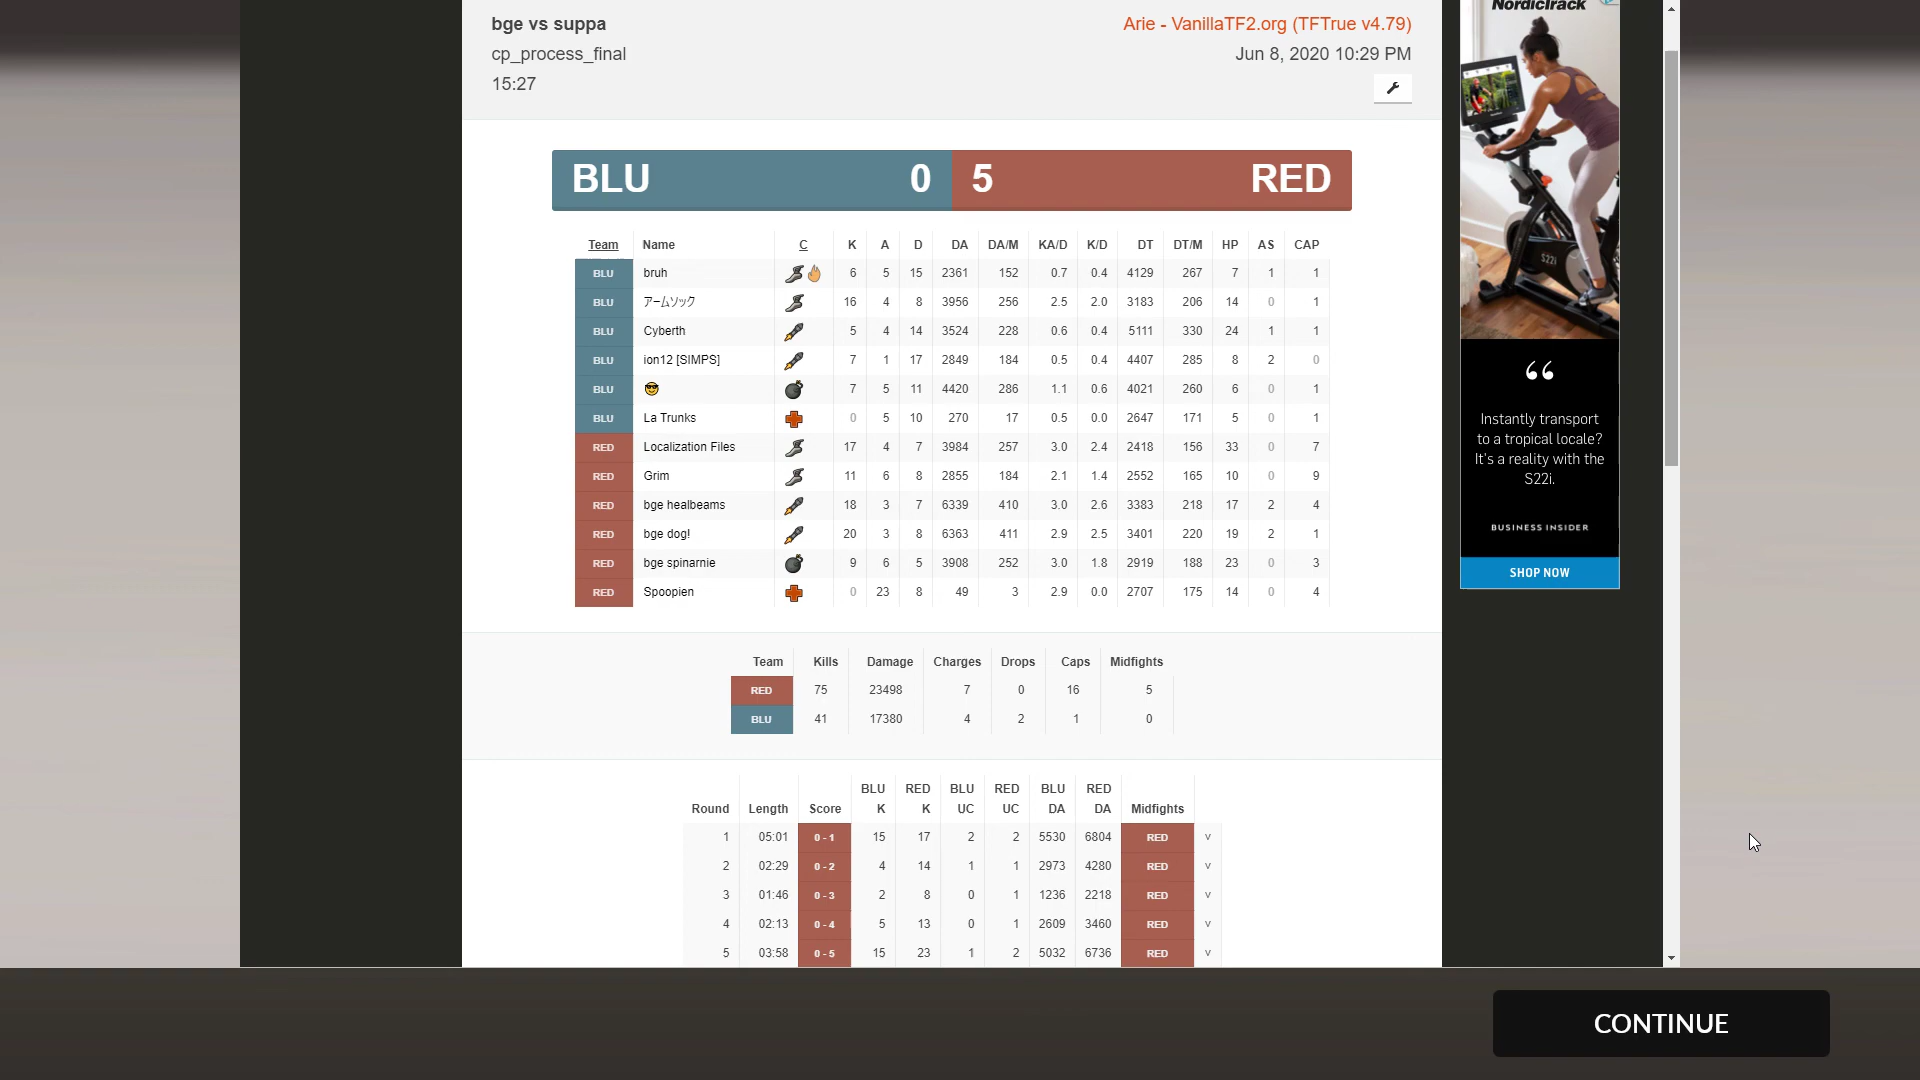 bge vs suppa
Arie - VanillaTF2.org (TFTrue v4.79)
cp_process_final
Jun 8, 2020 10:29 PM
15:27
BLU 0 5 RED
Team Name C K A D DA DA/M KA/D K/D DT DT/M HP AS CAP
BLU bruh 6 5 15 2361 152 0.7 0.4 4129 267 7 1 1
BLU アームソック 16 4 8 3956 256 2.5 2.0 3183 206 14 0 1
BLU Cyberth 5 4 14 3524 228 0.6 0.4 5111 330 24 1 1
BLU ion12 [SIMPS] 7 1 17 2849 184 0.5 0.4 4407 285 8 2 0
BLU 😎 7 5 11 4420 286 1.1 0.6 4021 260 6 0 1
BLU La Trunks 0 5 10 270 17 0.5 0.0 2647 171 5 0 1
RED Localization Files 17 4 7 3984 257 3.0 2.4 2418 156 33 0 7
RED Grim 11 6 8 2855 184 2.1 1.4 2552 165 10 0 9
RED bge healbeams 18 3 7 6339 410 3.0 2.6 3383 218 17 2 4
RED bge dog! 20 3 8 6363 411 2.9 2.5 3401 220 19 2 1
RED bge spinarnie 9 6 5 3908 252 3.0 1.8 2919 188 23 0 3
RED Spoopien 0 23 8 49 3 2.9 0.0 2707 175 14 0 4
Team Kills Damage Charges Drops Caps Midfights
RED 75 23498 7 0 16 5
BLU 41 17380 4 2 1 0
BLU RED BLU RED BLU RED
Round Length Score K K UC UC DA DA Midfights
1 05:01 0 - 1 15 17 2 2 5530 6804 RED v
2 02:29 0 - 2 4 14 1 1 2973 4280 RED v
3 01:46 0 - 3 2 8 0 1 1236 2218 RED v
4 02:13 0 - 4 5 13 0 1 2609 3460 RED v
5 03:58 0 - 5 15 23 1 2 5032 6736 RED v
NordicTrack
S22i
“
Instantly transport
to a tropical locale?
It's a reality with the
S22i.
BUSINESS INSIDER
SHOP NOW
CONTINUE